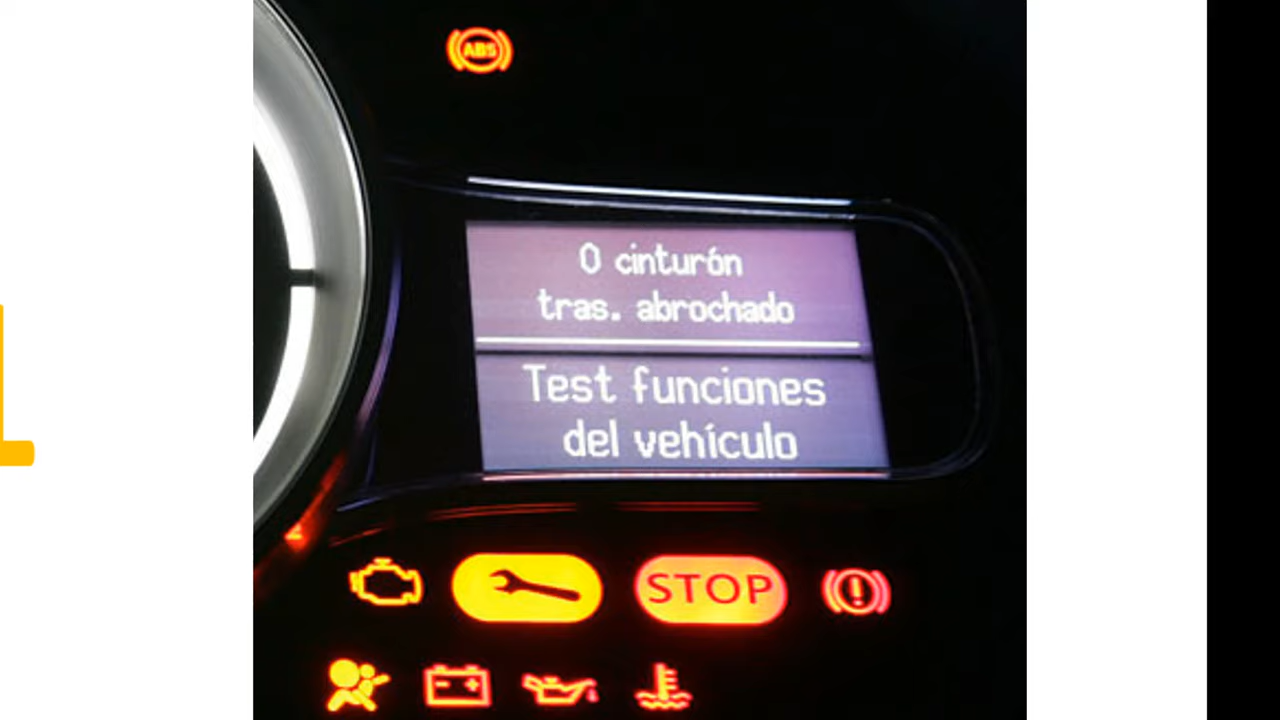 ABS
0 cinturón
tras. abrochado
Test funciones
del vehículo
STOP